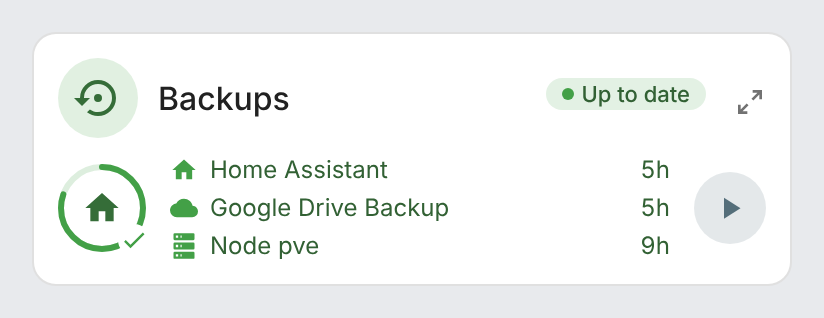 Backups
Up to date
Home Assistant 5h
Google Drive Backup 5h
Node pve 9h